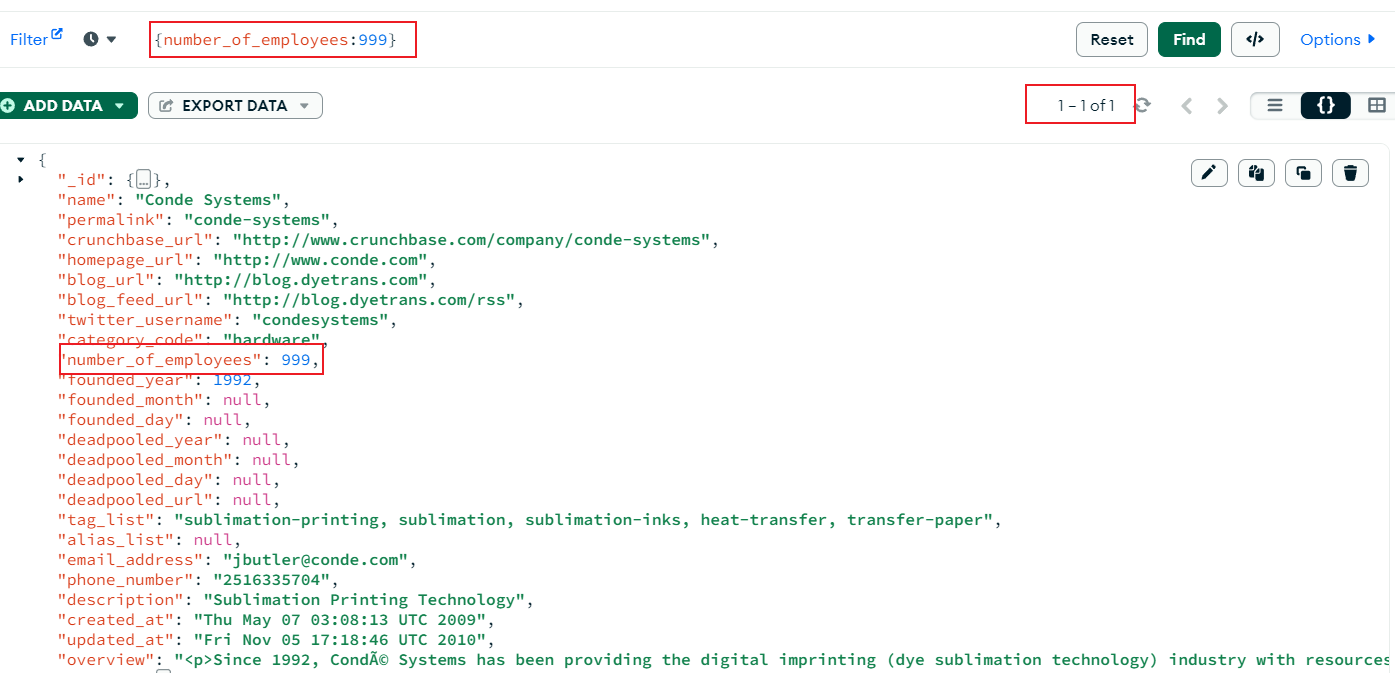 Filter {number_of_employees:999} Reset Find </> Options
ADD DATA EXPORT DATA 1 – 1 of 1 {}
{
"_id": {…},
"name": "Conde Systems",
"permalink": "conde-systems",
"crunchbase_url": "http://www.crunchbase.com/company/conde-systems",
"homepage_url": "http://www.conde.com",
"blog_url": "http://blog.dyetrans.com",
"blog_feed_url": "http://blog.dyetrans.com/rss",
"twitter_username": "condesystems",
"category_code": "hardware",
"number_of_employees": 999,
"founded_year": 1992,
"founded_month": null,
"founded_day": null,
"deadpooled_year": null,
"deadpooled_month": null,
"deadpooled_day": null,
"deadpooled_url": null,
"tag_list": "sublimation-printing, sublimation, sublimation-inks, heat-transfer, transfer-paper",
"alias_list": null,
"email_address": "jbutler@conde.com",
"phone_number": "2516335704",
"description": "Sublimation Printing Technology",
"created_at": "Thu May 07 03:08:13 UTC 2009",
"updated_at": "Fri Nov 05 17:18:46 UTC 2010",
"overview": "<p>Since 1992, CondÃ© Systems has been providing the digital imprinting (dye sublimation technology) industry with resources